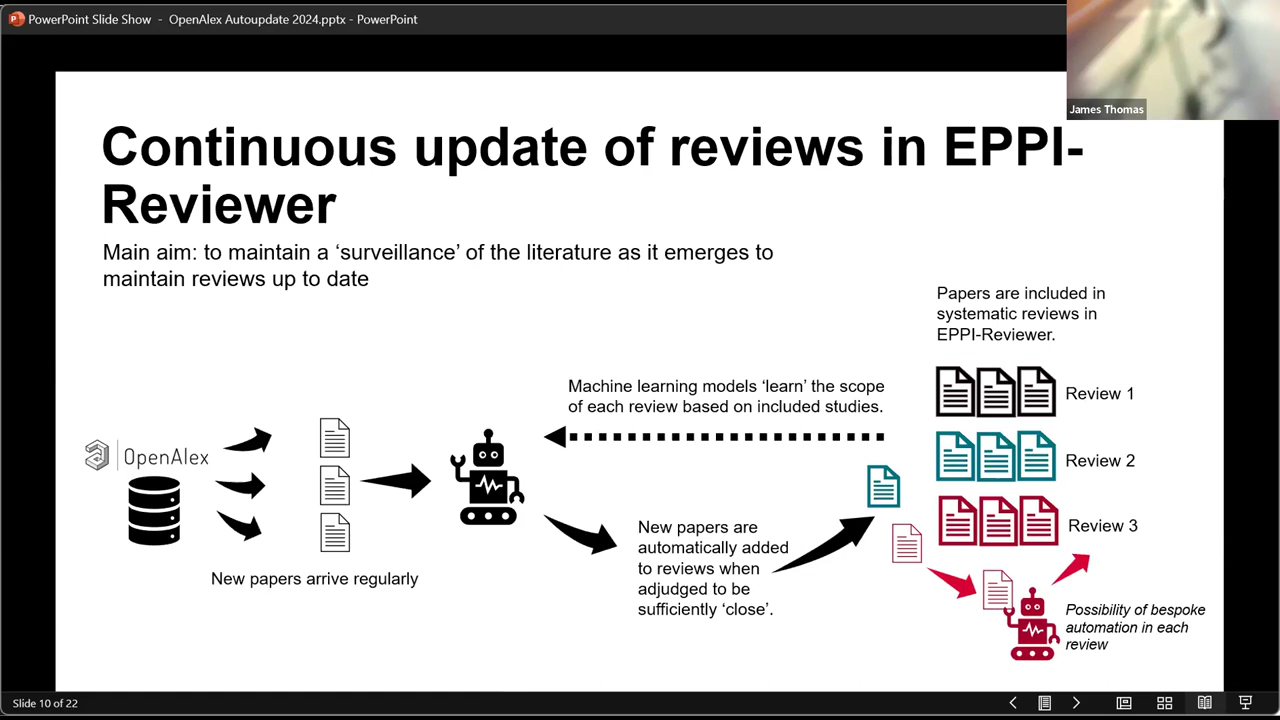 PowerPoint Slide Show - OpenAlex Autoupdate 2024.pptx - PowerPoint
James Thomas
Continuous update of reviews in EPPI-
Reviewer
Main aim: to maintain a ‘surveillance’ of the literature as it emerges to
maintain reviews up to date
Papers are included in
systematic reviews in
EPPI-Reviewer.
Machine learning models ‘learn’ the scope
of each review based on included studies.
Review 1
Review 2
Review 3
OpenAlex
New papers arrive regularly
New papers are
automatically added
to reviews when
adjudged to be
sufficiently ‘close’.
Possibility of bespoke
automation in each
review
Slide 10 of 22